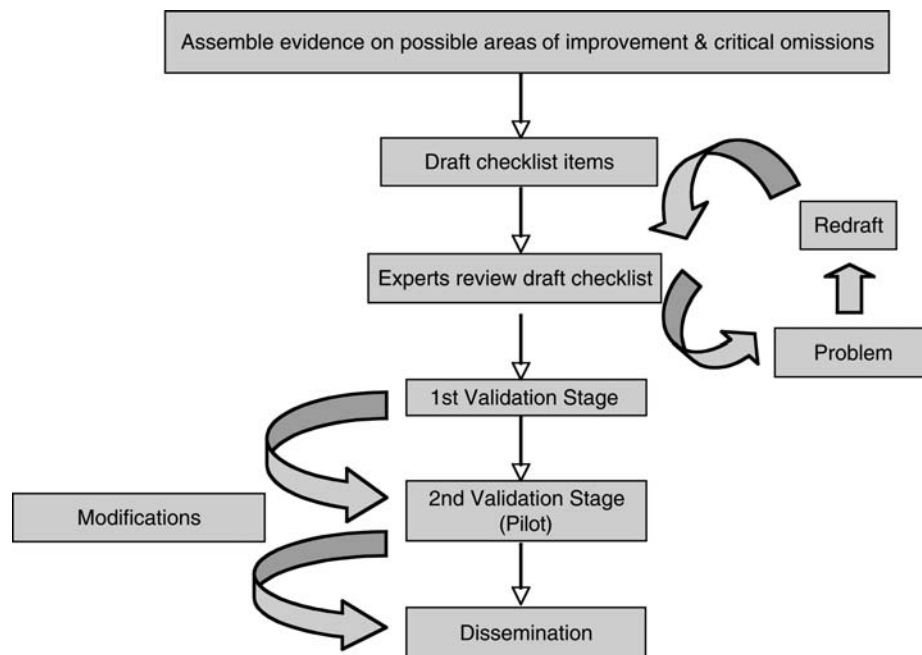 Assemble evidence on possible areas of improvement & critical omissions
Draft checklist items
Redraft
Experts review draft checklist
Problem
1st Validation Stage
2nd Validation Stage
(Pilot)
Modifications
Dissemination